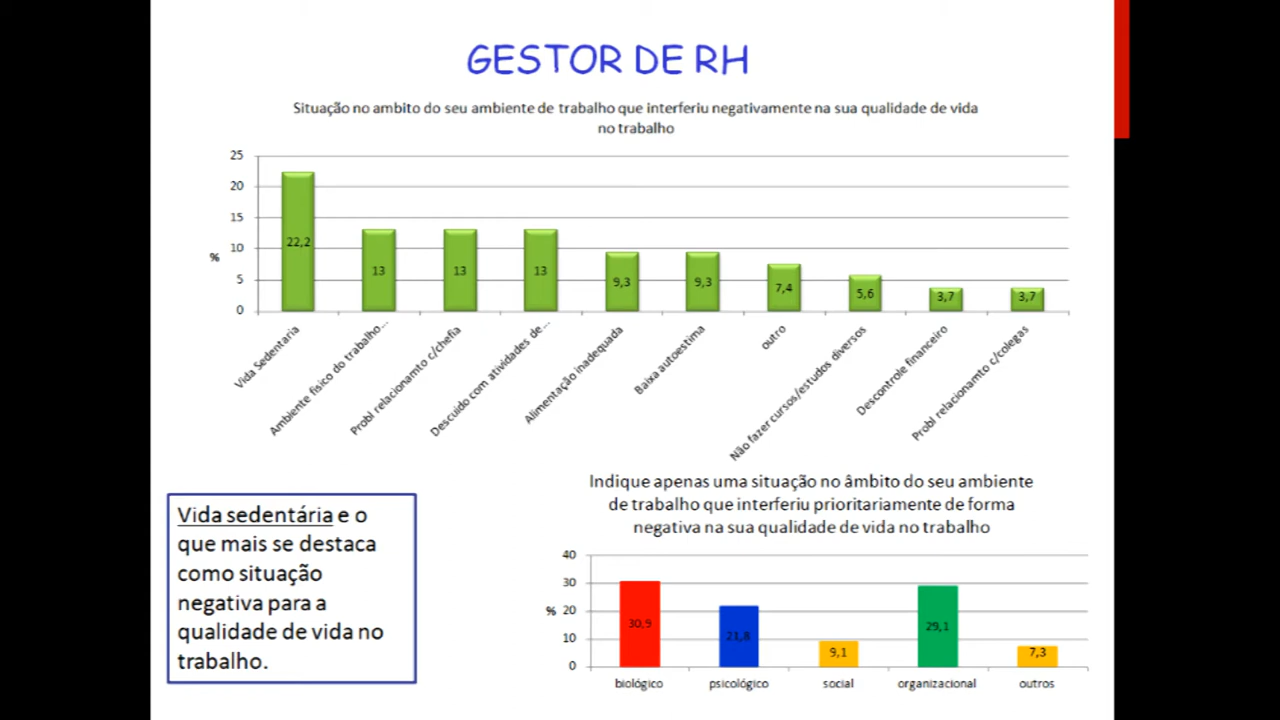 GESTOR DE RH
Situação no ambito do seu ambiente de trabalho que interferiu negativamente na sua qualidade de vida
no trabalho
25
20
15
10
5
0
%
22,2
13
13
13
9,3
9,3
7,4
5,6
3,7
3,7
Vida Sedentaria
Ambiente fisico do trabalho...
Probl relacionamto c/chefia
Descuido com atividades de...
Alimentação inadequada
Baixa autoestima
outro
Não fazer cursos/estudos diversos
Descontrole financeiro
Probl relacionamto c/colegas
Vida sedentária e o
que mais se destaca
como situação
negativa para a
qualidade de vida no
trabalho.
Indique apenas uma situação no âmbito do seu ambiente
de trabalho que interferiu prioritariamente de forma
negativa na sua qualidade de vida no trabalho
40
30
20
10
0
%
30,9
21,8
9,1
29,1
7,3
biológico
psicológico
social
organizacional
outros